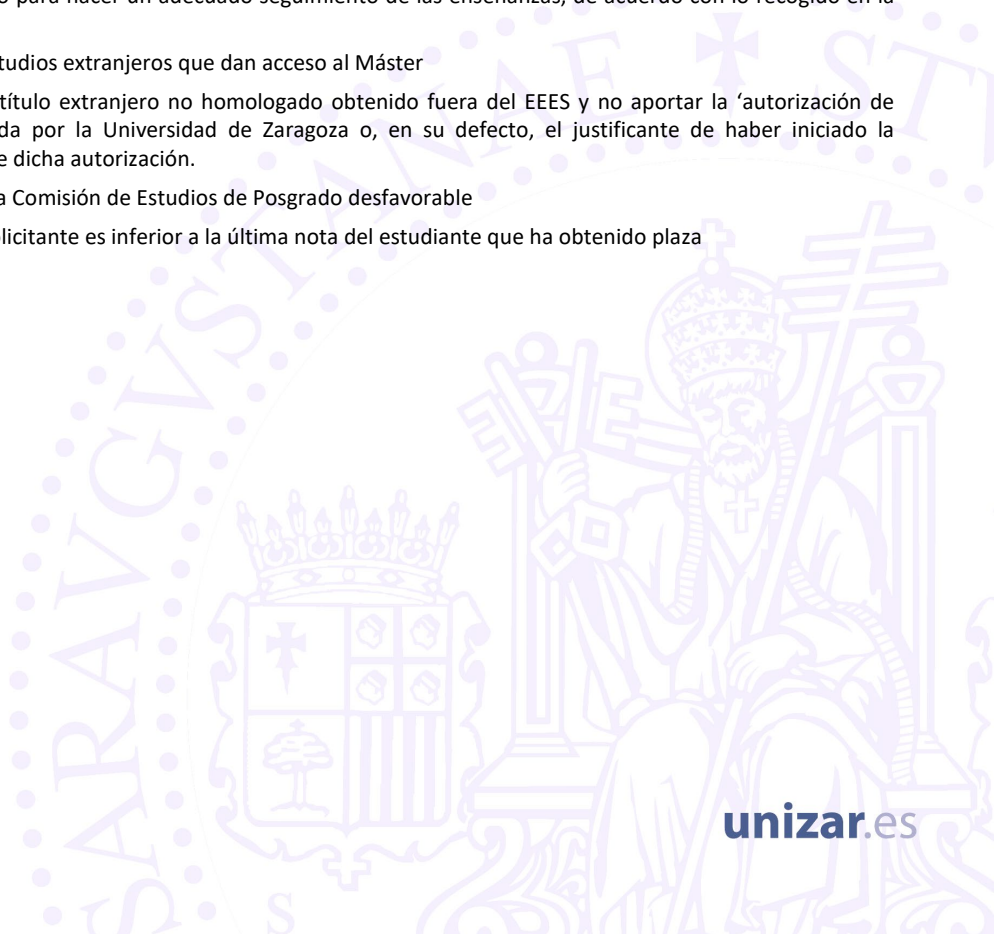 para hacer un adecuado seguimiento de las enseñanzas, de acuerdo con lo recogido en la
tudios extranjeros que dan acceso al Máster
título extranjero no homologado obtenido fuera del EEES y no aportar la ‘autorización de
da por la Universidad de Zaragoza o, en su defecto, el justificante de haber iniciado la
e dicha autorización.
a Comisión de Estudios de Posgrado desfavorable
licitante es inferior a la última nota del estudiante que ha obtenido plaza
SARAVGVSTANAE
ST
unizar.es
S